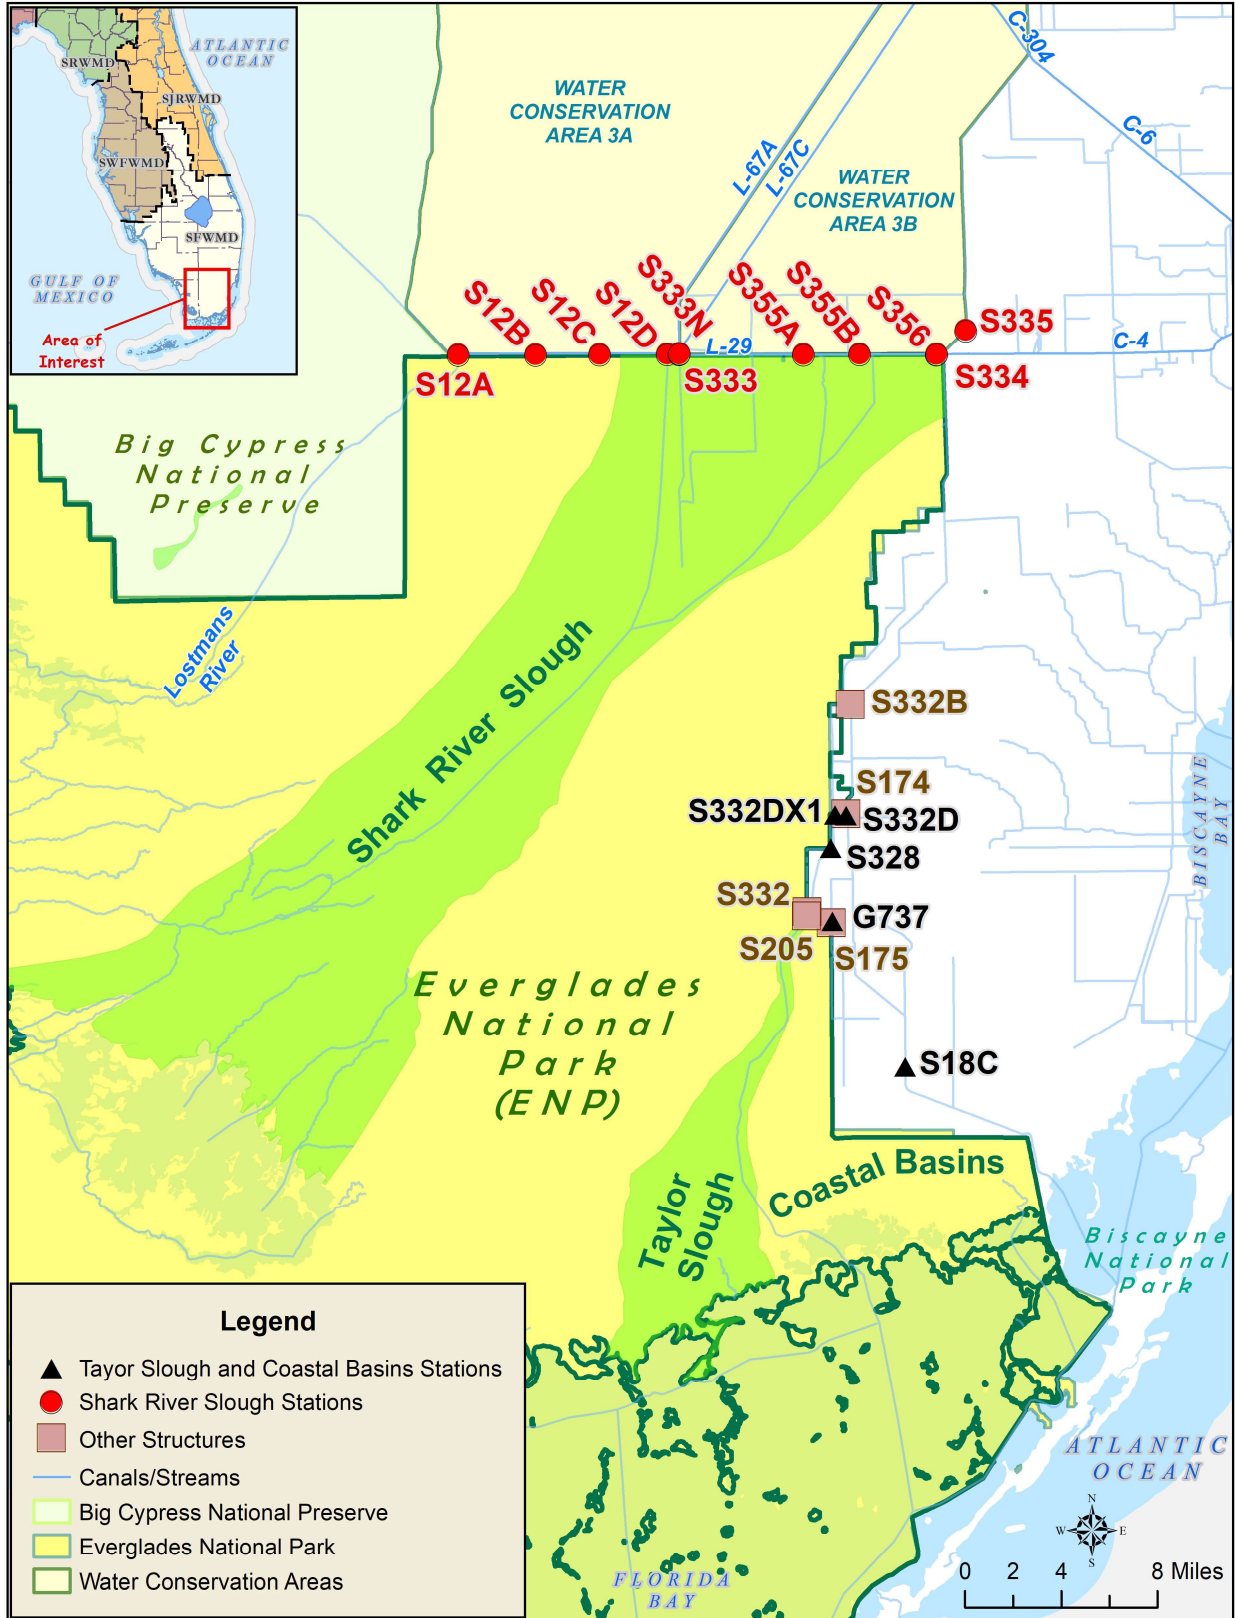 ATLANTIC
OCEAN
SRWMD
SJRWMD
SWFWMD
SFWMD
GULF OF
MEXICO
Area of
Interest
WATER
CONSERVATION
AREA 3A
L-67A
L-67C
WATER
CONSERVATION
AREA 3B
C-304
C-6
S12A
S12B
S12C
S12D
S333N
S333
L-29
S355A
S355B
S356
S335
S334
C-4
Big Cypress
National
Preserve
Lostmans
River
Shark River Slough
S332B
S174
S332DX1
S332D
S328
S332
G737
S205
S175
BISCAYNE
BAY
Everglades
National
Park
(ENP)
S18C
Taylor
Slough
Coastal Basins
Biscayne
National
Park
Legend
Tayor Slough and Coastal Basins Stations
Shark River Slough Stations
Other Structures
Canals/Streams
Big Cypress National Preserve
Everglades National Park
Water Conservation Areas
FLORIDA
BAY
ATLANTIC
OCEAN
N
W E
S
0 2 4 8 Miles